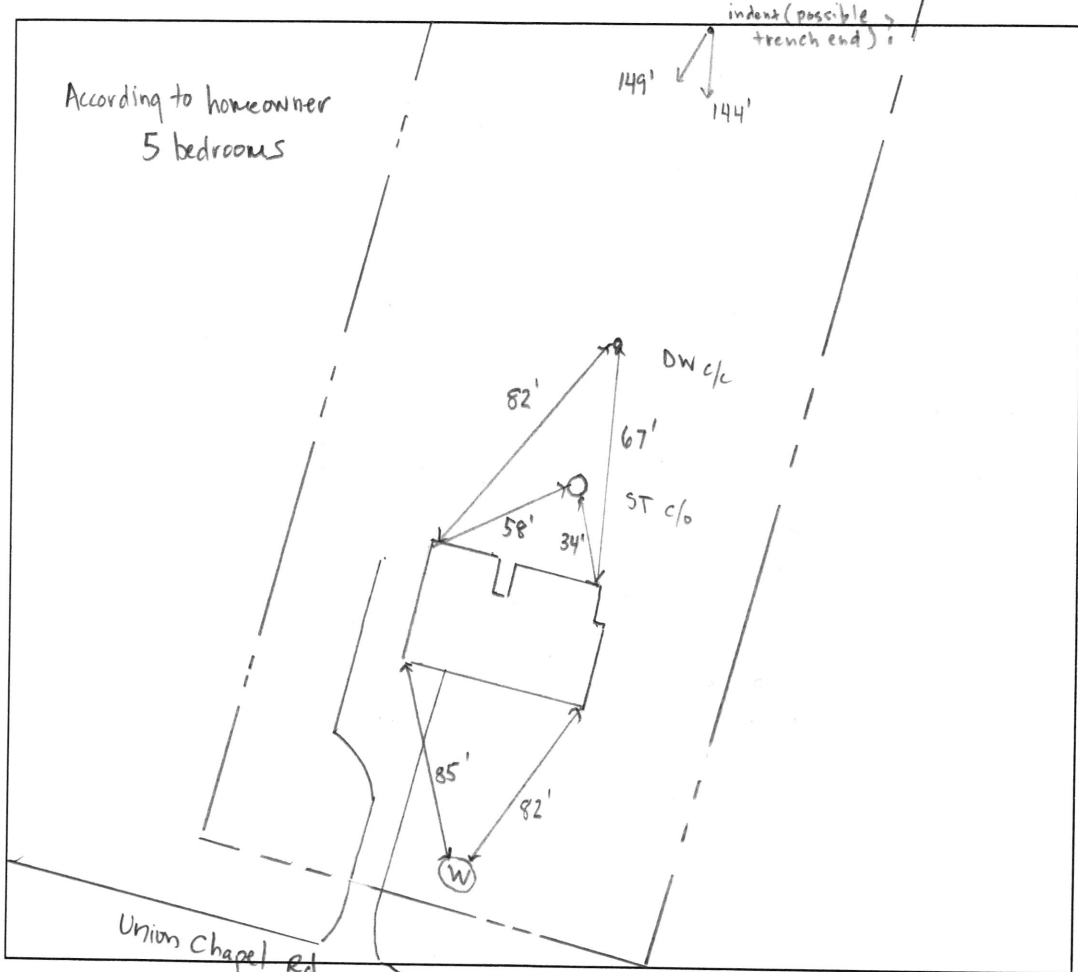 indent (possible
trench end) ?
149'
144'
According to homeowner
5 bedrooms
82'
DW c/c
67'
ST c/o
58'
34'
85'
82'
W
Union Chapel Rd